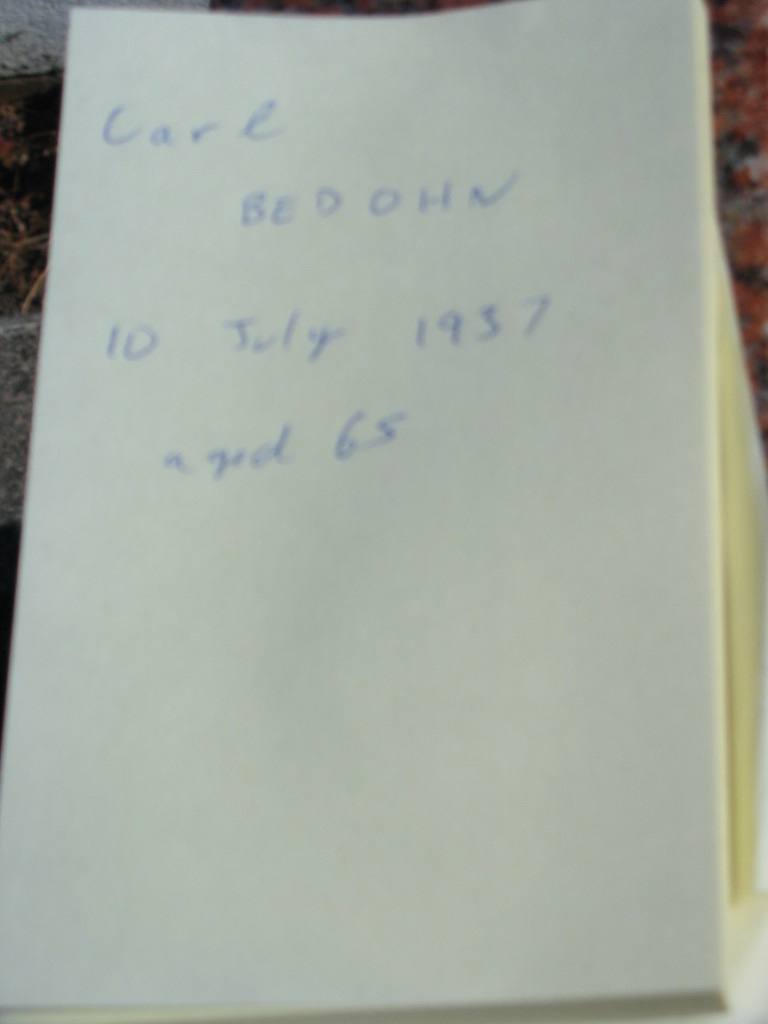 Carl
BEDOHN
10 July 1937
aged 65